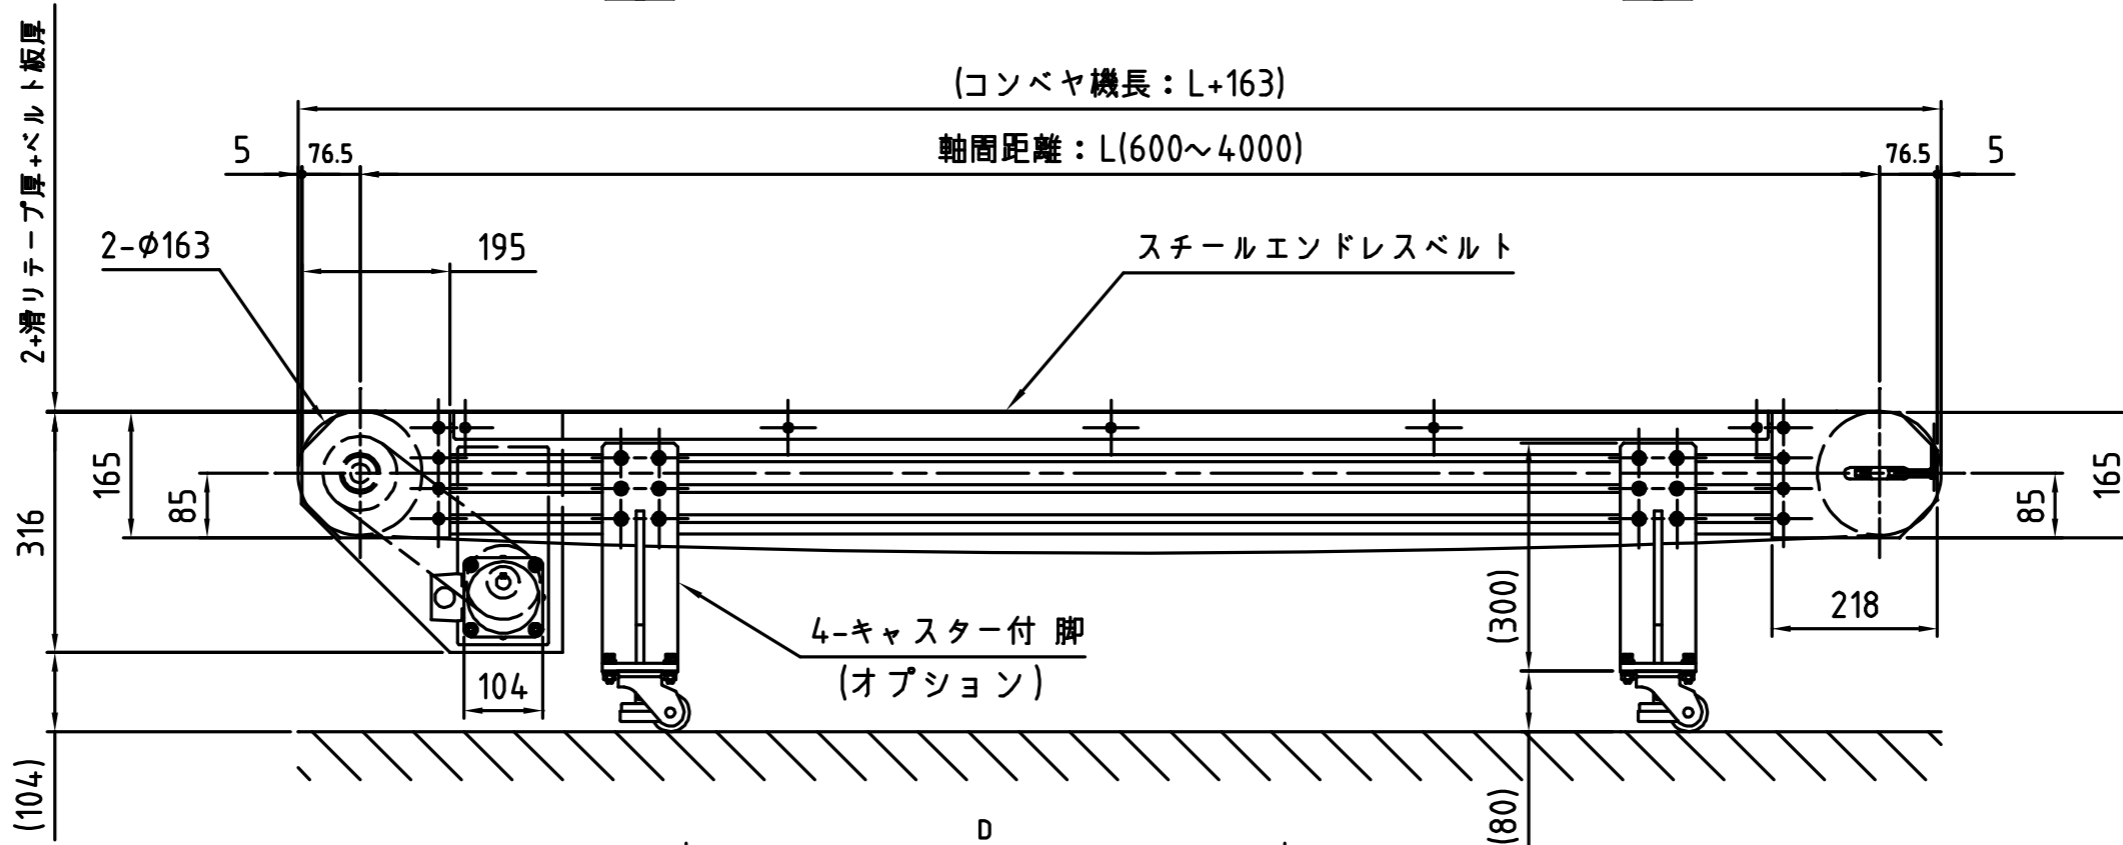 2+滑リテープ厚+ベルト板厚
(コンベヤ機長：L+163)
軸間距離：L(600～4000)
5
76.5
76.5
5
2-φ163
195
スチールエンドレスベルト
165
85
316
165
85
(300)
218
4-キャスター付 脚
(オプション)
104
(104)
(80)
D